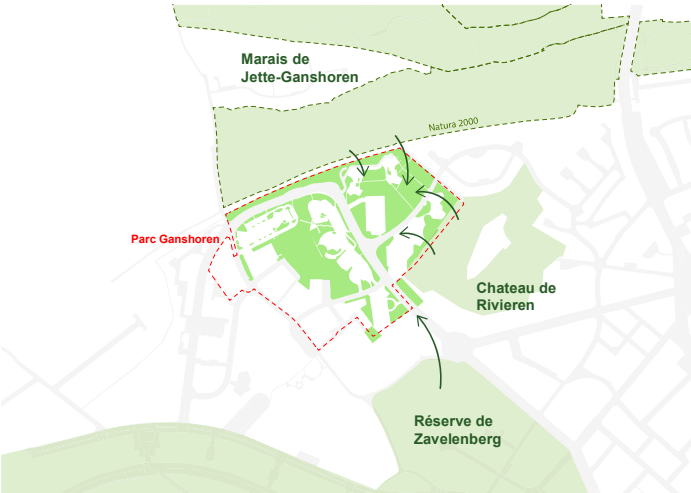 Marais de
Jette-Ganshoren
Natura 2000
Parc Ganshoren
Chateau de
Rivieren
Réserve de
Zavelenberg